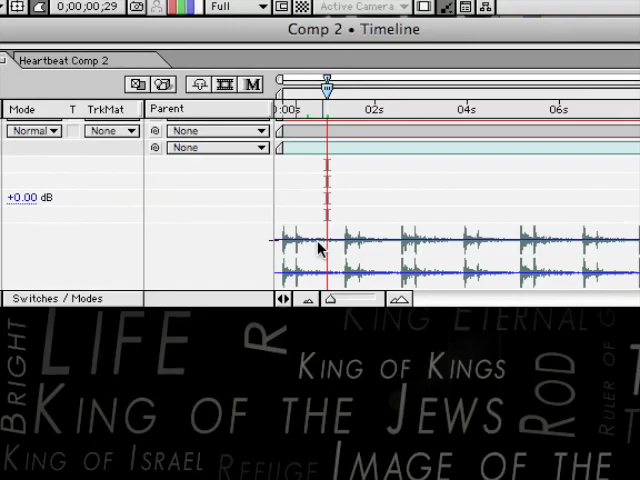 0;00;00;29 Full Active Camera
Comp 2 • Timeline
Heartbeat Comp 2
M
Mode T TrkMat Parent :00s 02s 04s 06s
Normal None None
None
+0.00 dB
Switches / Modes
BRIGHT
LIFE
R
KING ETERNAL
KING OF KINGS
ROD
RULER OF
KING OF THE JEWS
KING OF ISRAEL
REFUGE
IMAGE OF THE